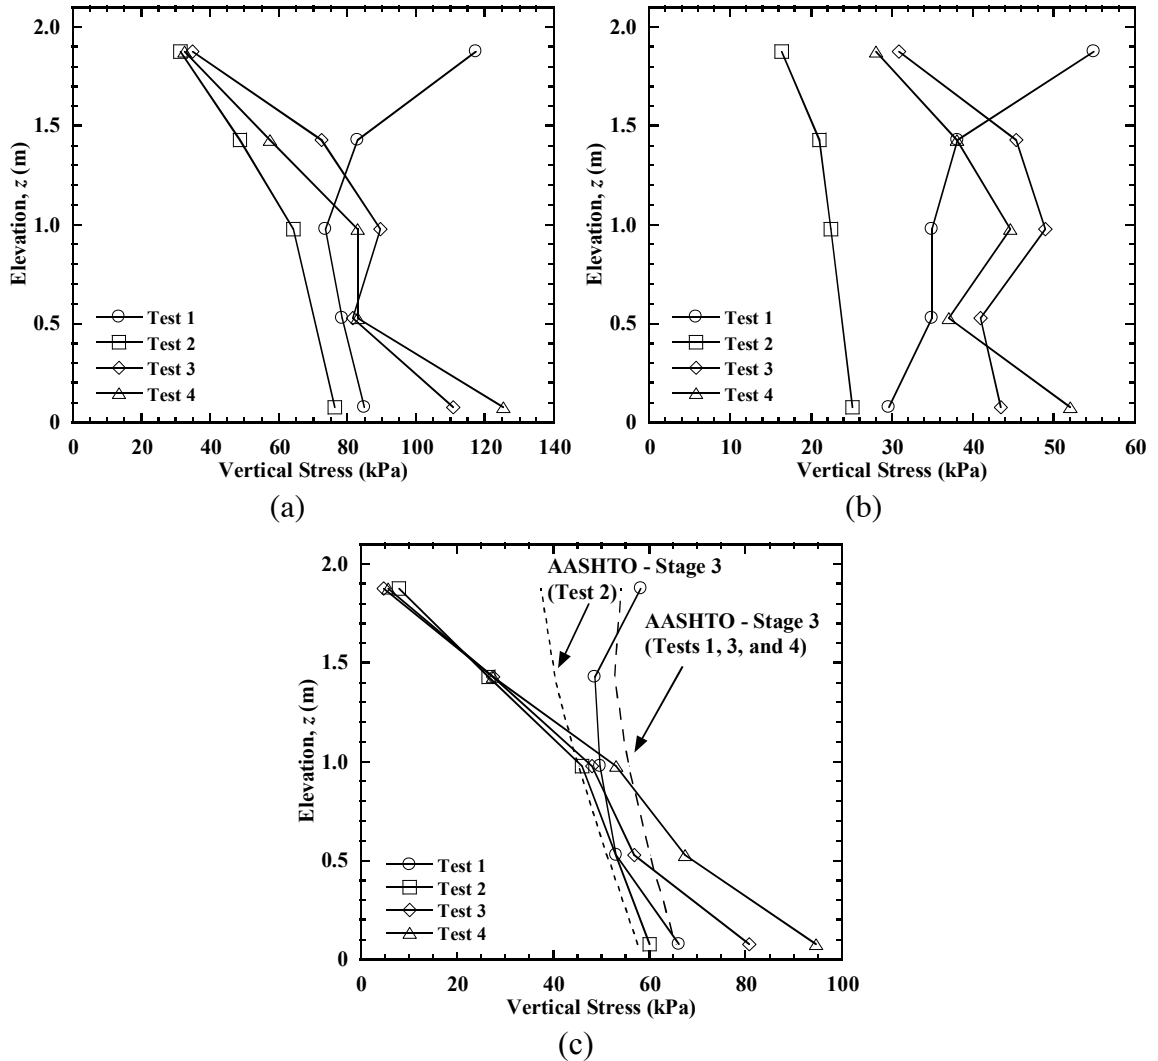 2.0
1.5
1.0
0.5
0
Elevation, z (m)
Test 1
Test 2
Test 3
Test 4
0 20 40 60 80 100 120 140
Vertical Stress (kPa)
(a)
2.0
1.5
1.0
0.5
0
Elevation, z (m)
Test 1
Test 2
Test 3
Test 4
0 10 20 30 40 50 60
Vertical Stress (kPa)
(b)
2.0
1.5
1.0
0.5
0
Elevation, z (m)
AASHTO - Stage 3
(Test 2)
AASHTO - Stage 3
(Tests 1, 3, and 4)
Test 1
Test 2
Test 3
Test 4
0 20 40 60 80 100
Vertical Stress (kPa)
(c)